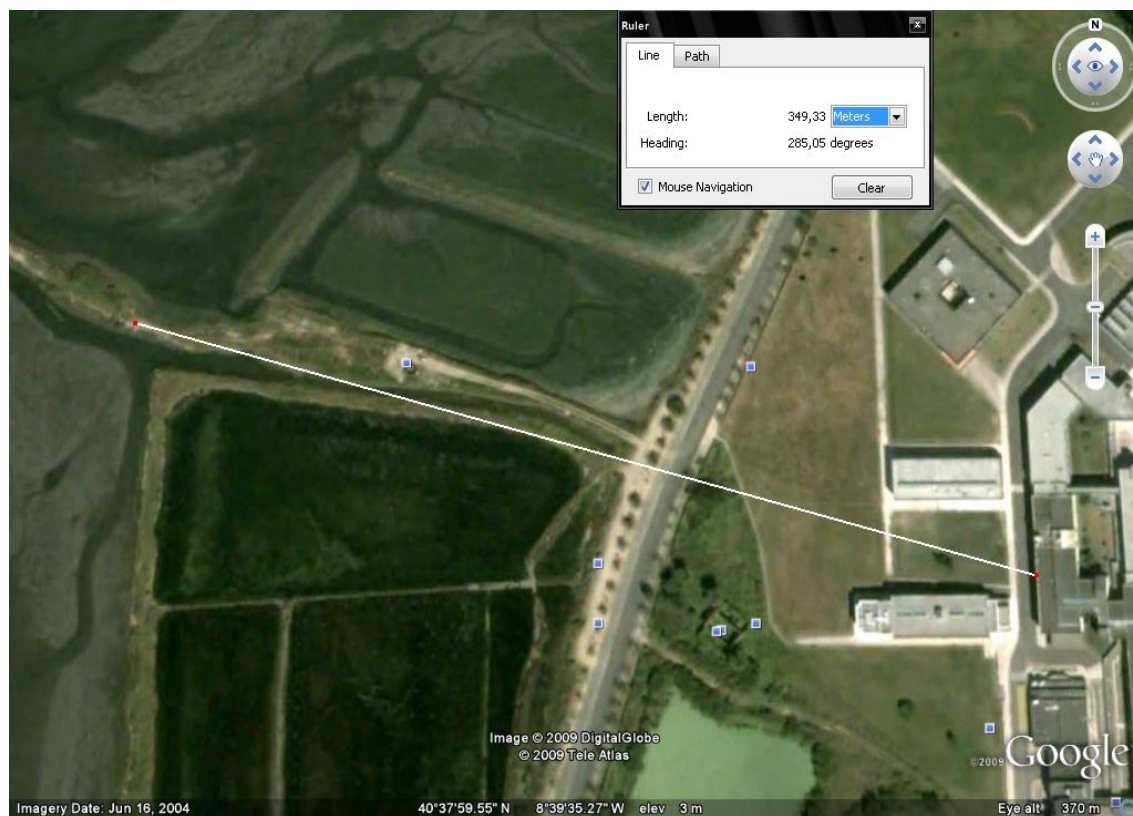 Ruler
x
Line Path
Length: 349,33 Meters
Heading: 285,05 degrees
Mouse Navigation Clear
N
Image © 2009 DigitalGlobe
© 2009 Tele Atlas
©2009 Google
Imagery Date: Jun 16, 2004 40°37'59.55" N 8°39'35.27" W elev 3 m Eye alt 370 m